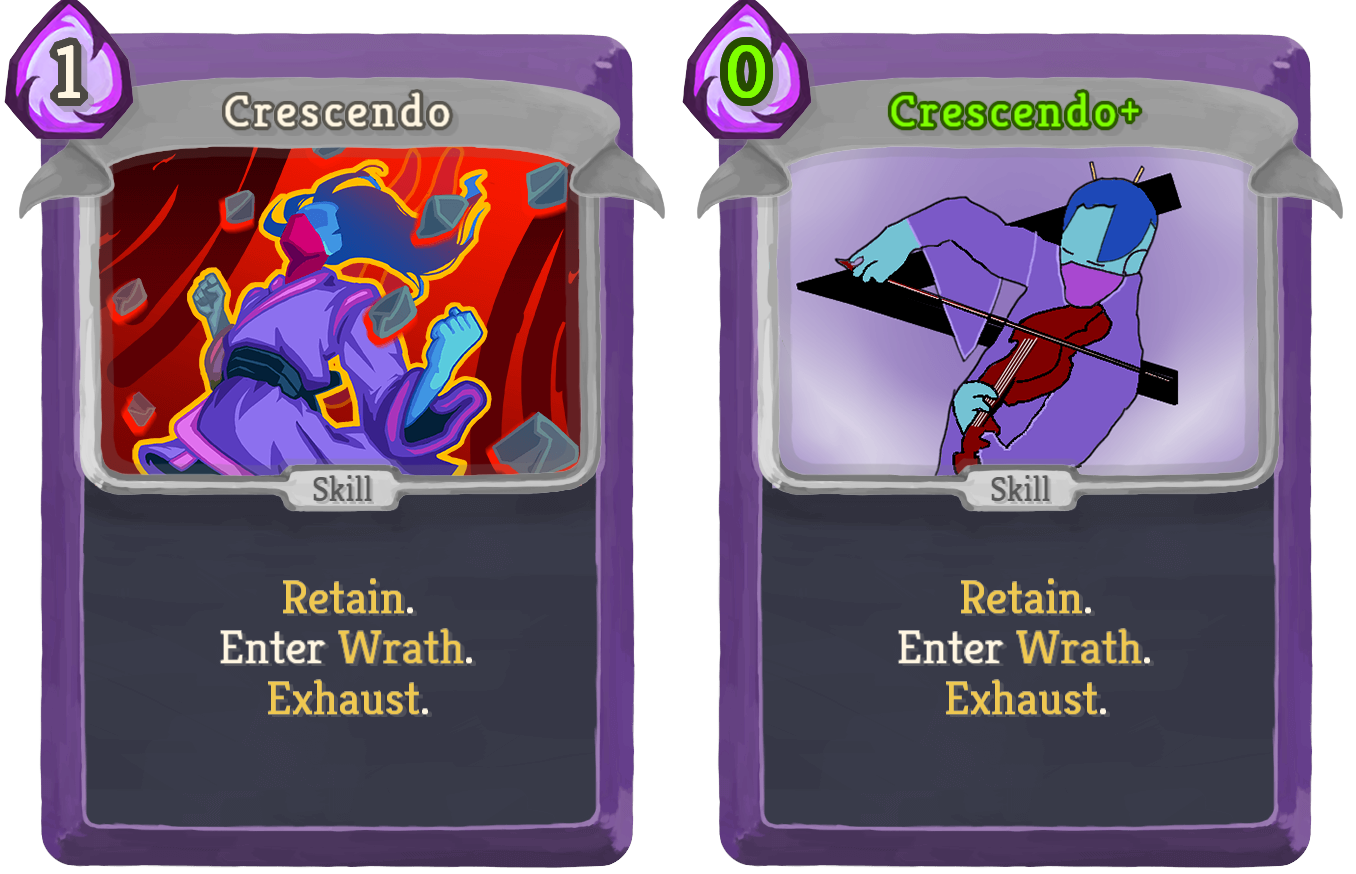 1
Crescendo
Skill
Retain.
Enter Wrath.
Exhaust.
0
Crescendo+
Skill
Retain.
Enter Wrath.
Exhaust.